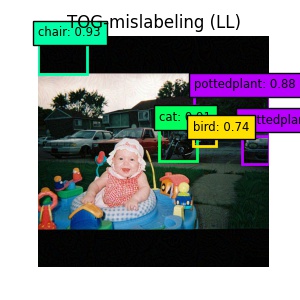 TOG-mislabeling (LL)
chair: 0.93
pottedplant: 0.88
cat: 0.91
bird: 0.74